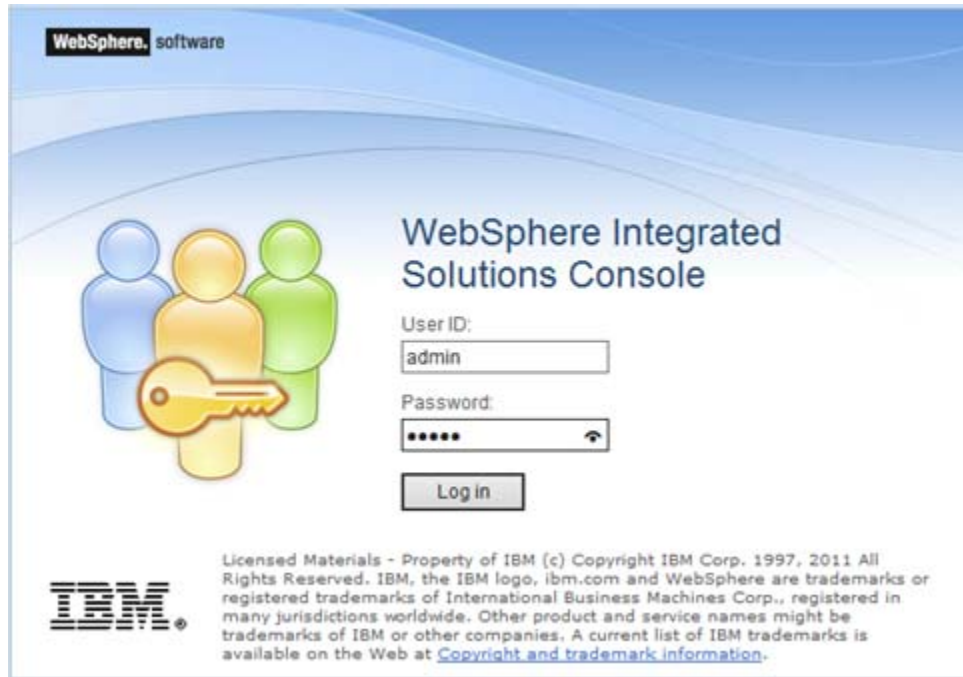 WebSphere. software
WebSphere Integrated
Solutions Console
User ID:
admin
Password:
•••••
Log in
IBM®
Licensed Materials - Property of IBM (c) Copyright IBM Corp. 1997, 2011 All
Rights Reserved. IBM, the IBM logo, ibm.com and WebSphere are trademarks or
registered trademarks of International Business Machines Corp., registered in
many jurisdictions worldwide. Other product and service names might be
trademarks of IBM or other companies. A current list of IBM trademarks is
available on the Web at Copyright and trademark information.